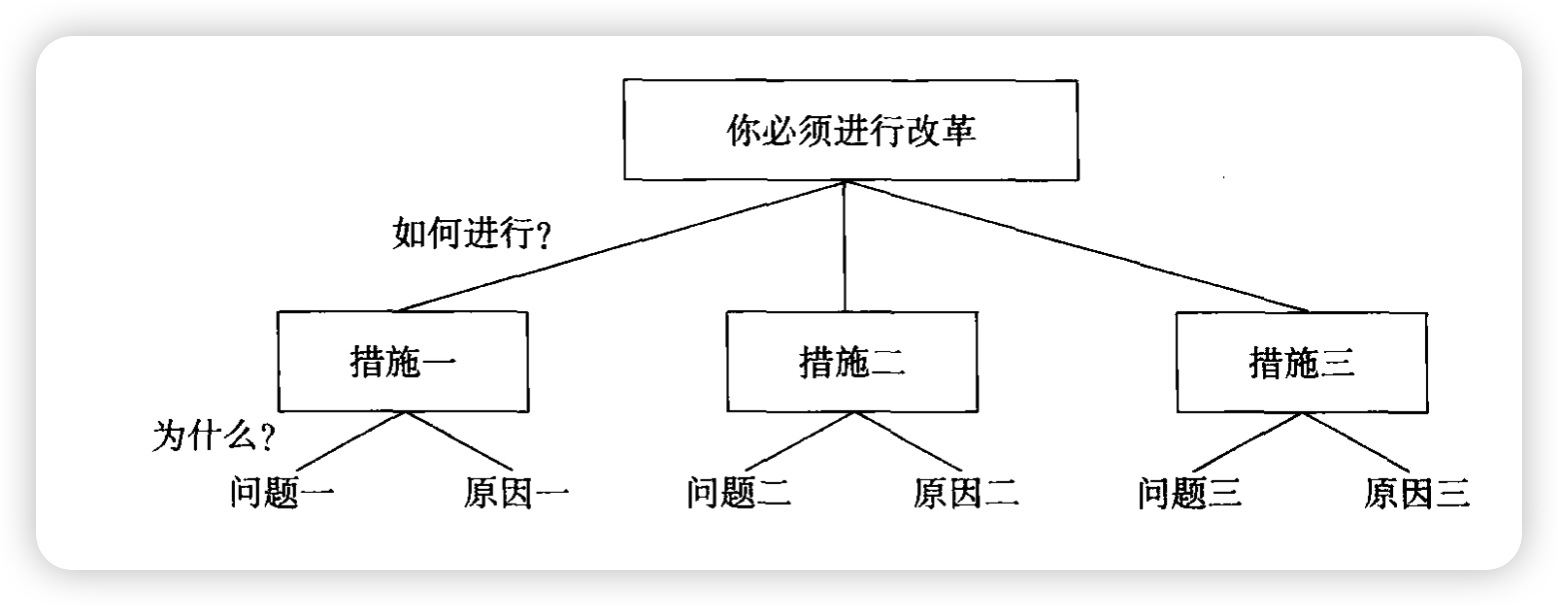 你必须进行改革
如何进行?
措施一
措施二
措施三
为什么?
问题一
原因一
问题二
原因二
问题三
原因三